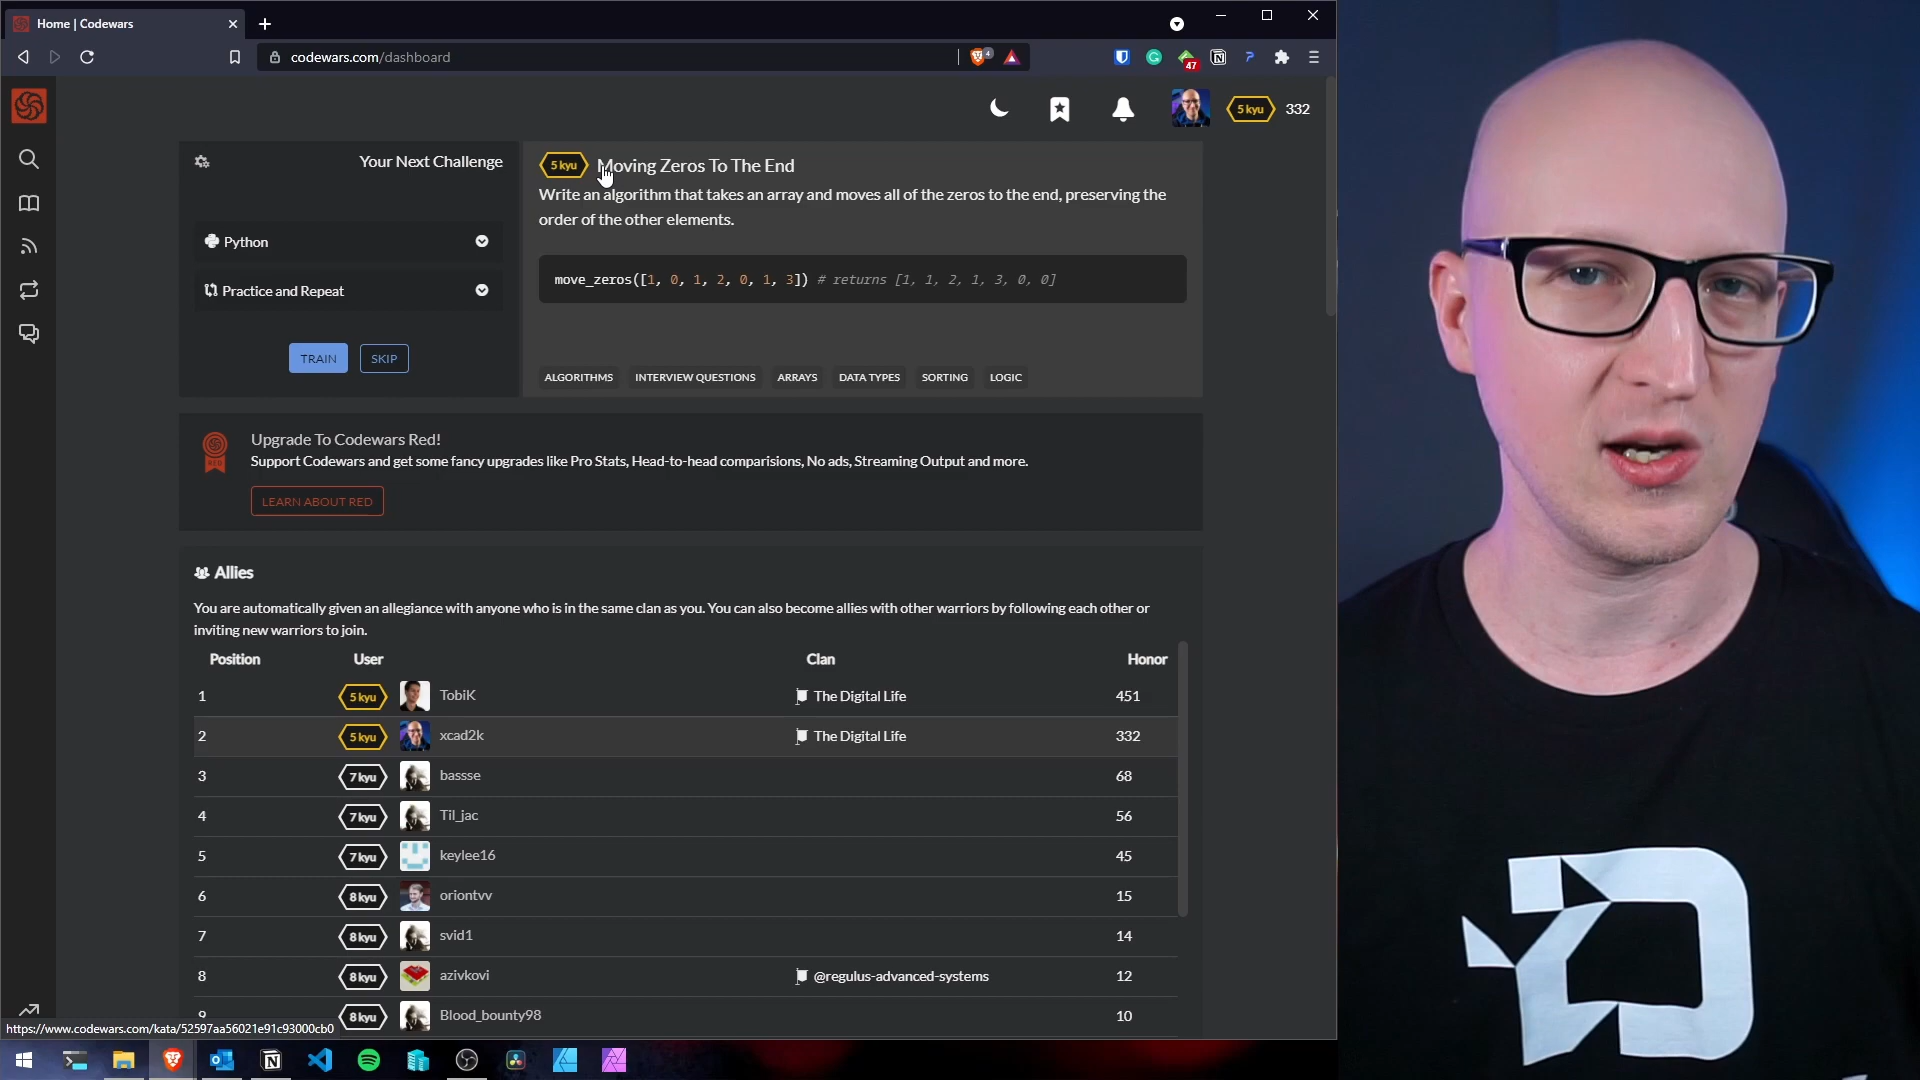 Home | Codewars
codewars.com/dashboard
4
47
5 kyu
332
Your Next Challenge
Python
Practice and Repeat
TRAIN
SKIP
5 kyu
Moving Zeros To The End
Write an algorithm that takes an array and moves all of the zeros to the end, preserving the
order of the other elements.
move_zeros([1, 0, 1, 2, 0, 1, 3]) # returns [1, 1, 2, 1, 3, 0, 0]
ALGORITHMS INTERVIEW QUESTIONS ARRAYS DATA TYPES SORTING LOGIC
RED
Upgrade To Codewars Red!
Support Codewars and get some fancy upgrades like Pro Stats, Head-to-head comparisions, No ads, Streaming Output and more.
LEARN ABOUT RED
Allies
You are automatically given an allegiance with anyone who is in the same clan as you. You can also become allies with other warriors by following each other or
inviting new warriors to join.
Position User Clan Honor
1 5 kyu TobiK The Digital Life 451
2 5 kyu xcad2k The Digital Life 332
3 7 kyu bassse 68
4 7 kyu Til_jac 56
5 7 kyu keylee16 45
6 8 kyu oriontvv 15
7 8 kyu svid1 14
8 8 kyu azivkovi @regulus-advanced-systems 12
9 8 kyu Blood_bounty98 10
https://www.codewars.com/kata/52597aa56021e91c93000cb0